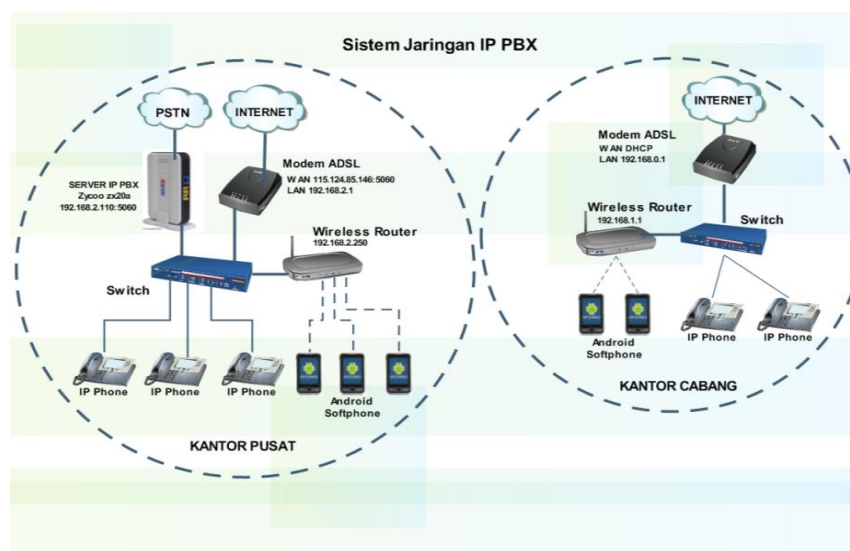 Sistem Jaringan IP PBX
PSTN
INTERNET
SERVER IP PBX
Zycoo zx20a
192.168.2.110:5060
Modem ADSL
WAN 115.124.85.146:5060
LAN 192.168.2.1
Wireless Router
192.168.2.250
Switch
IP Phone
IP Phone
IP Phone
Android
Softphone
KANTOR PUSAT
INTERNET
Modem ADSL
WAN DHCP
LAN 192.168.0.1
Wireless Router
192.168.1.1
Switch
Android
Softphone
IP Phone
IP Phone
KANTOR CABANG